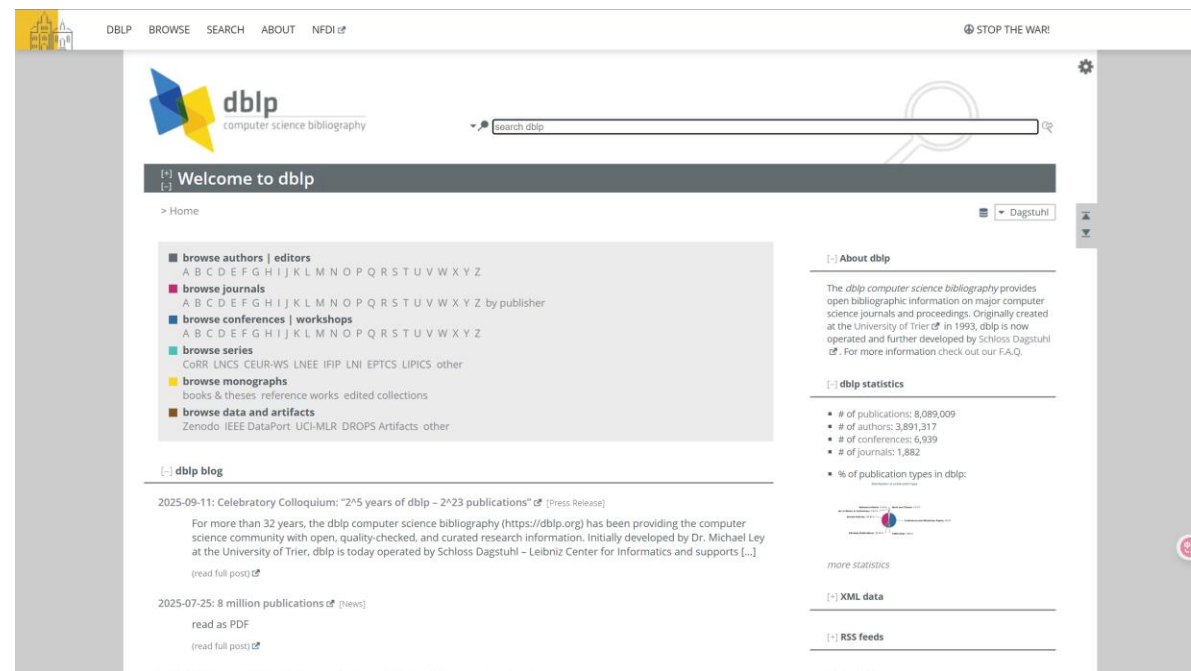 DBLP BROWSE SEARCH ABOUT NFDI
STOP THE WAR!
dblp
computer science bibliography
search dblp
[+]
[-]
Welcome to dblp
> Home
Dagstuhl
browse authors | editors
A B C D E F G H I J K L M N O P Q R S T U V W X Y Z
browse journals
A B C D E F G H I J K L M N O P Q R S T U V W X Y Z by publisher
browse conferences | workshops
A B C D E F G H I J K L M N O P Q R S T U V W X Y Z
browse series
CoRR LNCS CEUR-WS LNEE IFIP LNI EPTCS LIPICS other
browse monographs
books & theses reference works edited collections
browse data and artifacts
Zenodo IEEE DataPort UCI-MLR DROPS Artifacts other
[-] dblp blog
2025-09-11: Celebratory Colloquium: "2^5 years of dblp – 2^23 publications" [Press Release]
For more than 32 years, the dblp computer science bibliography (https://dblp.org) has been providing the computer
science community with open, quality-checked, and curated research information. Initially developed by Dr. Michael Ley
at the University of Trier, dblp is today operated by Schloss Dagstuhl – Leibniz Center for Informatics and supports [...]
(read full post)
2025-07-25: 8 million publications [News]
read as PDF
(read full post)
[-] About dblp
The dblp computer science bibliography provides
open bibliographic information on major computer
science journals and proceedings. Originally created
at the University of Trier in 1993, dblp is now
operated and further developed by Schloss Dagstuhl
. For more information check out our F.A.Q.
[-] dblp statistics
# of publications: 8,089,009
# of authors: 3,891,317
# of conferences: 6,939
# of journals: 1,882
% of publication types in dblp:
more statistics
[+] XML data
[+] RSS feeds